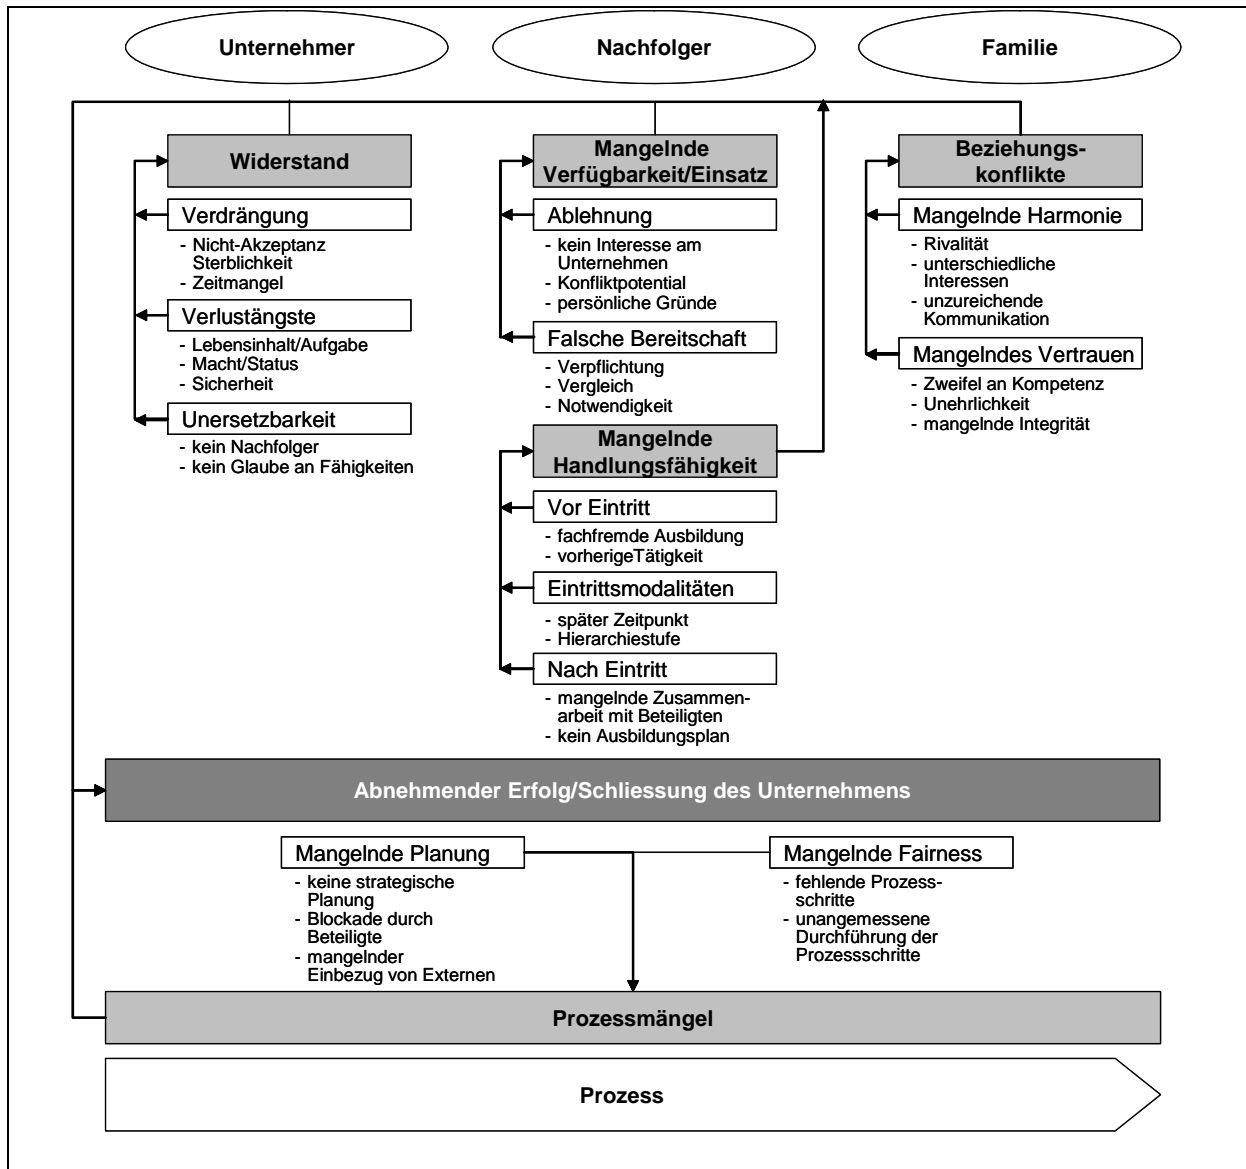 Unternehmer
Nachfolger
Familie
Widerstand
Verdrängung
- Nicht-Akzeptanz
Sterblichkeit
- Zeitmangel
Verlustängste
- Lebensinhalt/Aufgabe
- Macht/Status
- Sicherheit
Unersetzbarkeit
- kein Nachfolger
- kein Glaube an Fähigkeiten
Mangelnde
Verfügbarkeit/Einsatz
Ablehnung
- kein Interesse am
Unternehmen
- Konfliktpotential
- persönliche Gründe
Falsche Bereitschaft
- Verpflichtung
- Vergleich
- Notwendigkeit
Mangelnde
Handlungsfähigkeit
Vor Eintritt
- fachfremde Ausbildung
- vorherigeTätigkeit
Eintrittsmodalitäten
- später Zeitpunkt
- Hierarchiestufe
Nach Eintritt
- mangelnde Zusammen-
arbeit mit Beteiligten
- kein Ausbildungsplan
Beziehungs-
konflikte
Mangelnde Harmonie
- Rivalität
- unterschiedliche
Interessen
- unzureichende
Kommunikation
Mangelndes Vertrauen
- Zweifel an Kompetenz
- Unehrlichkeit
- mangelnde Integrität
Abnehmender Erfolg/Schliessung des Unternehmens
Mangelnde Planung
- keine strategische
Planung
- Blockade durch
Beteiligte
- mangelnder
Einbezug von Externen
Mangelnde Fairness
- fehlende Prozess-
schritte
- unangemessene
Durchführung der
Prozessschritte
Prozessmängel
Prozess